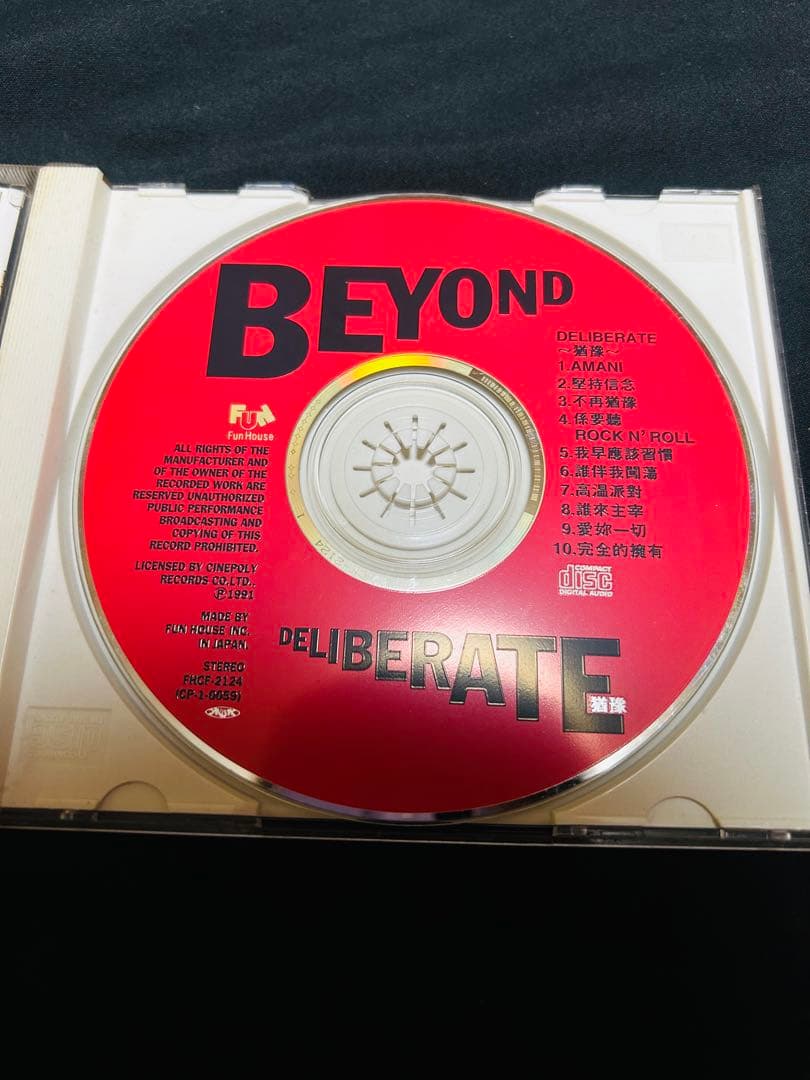 BEYOND
DELIBERATE
~猶豫~
1.AMANI
2.堅持信念
3.不再猶豫
4.係要聽
ROCK N' ROLL
5.我早應該習慣
6.誰伴我闖蕩
7.高温派對
8.誰來主宰
9.愛妳一切
10.完全的擁有
COMPACT
disc
DIGITAL AUDIO
FUN
Fun House
ALL RIGHTS OF THE
MANUFACTURER AND
OF THE OWNER OF THE
RECORDED WORK ARE
RESERVED UNAUTHORIZED
PUBLIC PERFORMANCE
BROADCASTING AND
COPYING OF THIS
RECORD PROHIBITED.
LICENSED BY CINEPOLY
RECORDS CO.,LTD.,
Ⓟ1991
MADE BY
FUN HOUSE INC.
IN JAPAN.
STEREO
FHCF-2124
(CP-1-0059)
DELIBERATE
猶豫